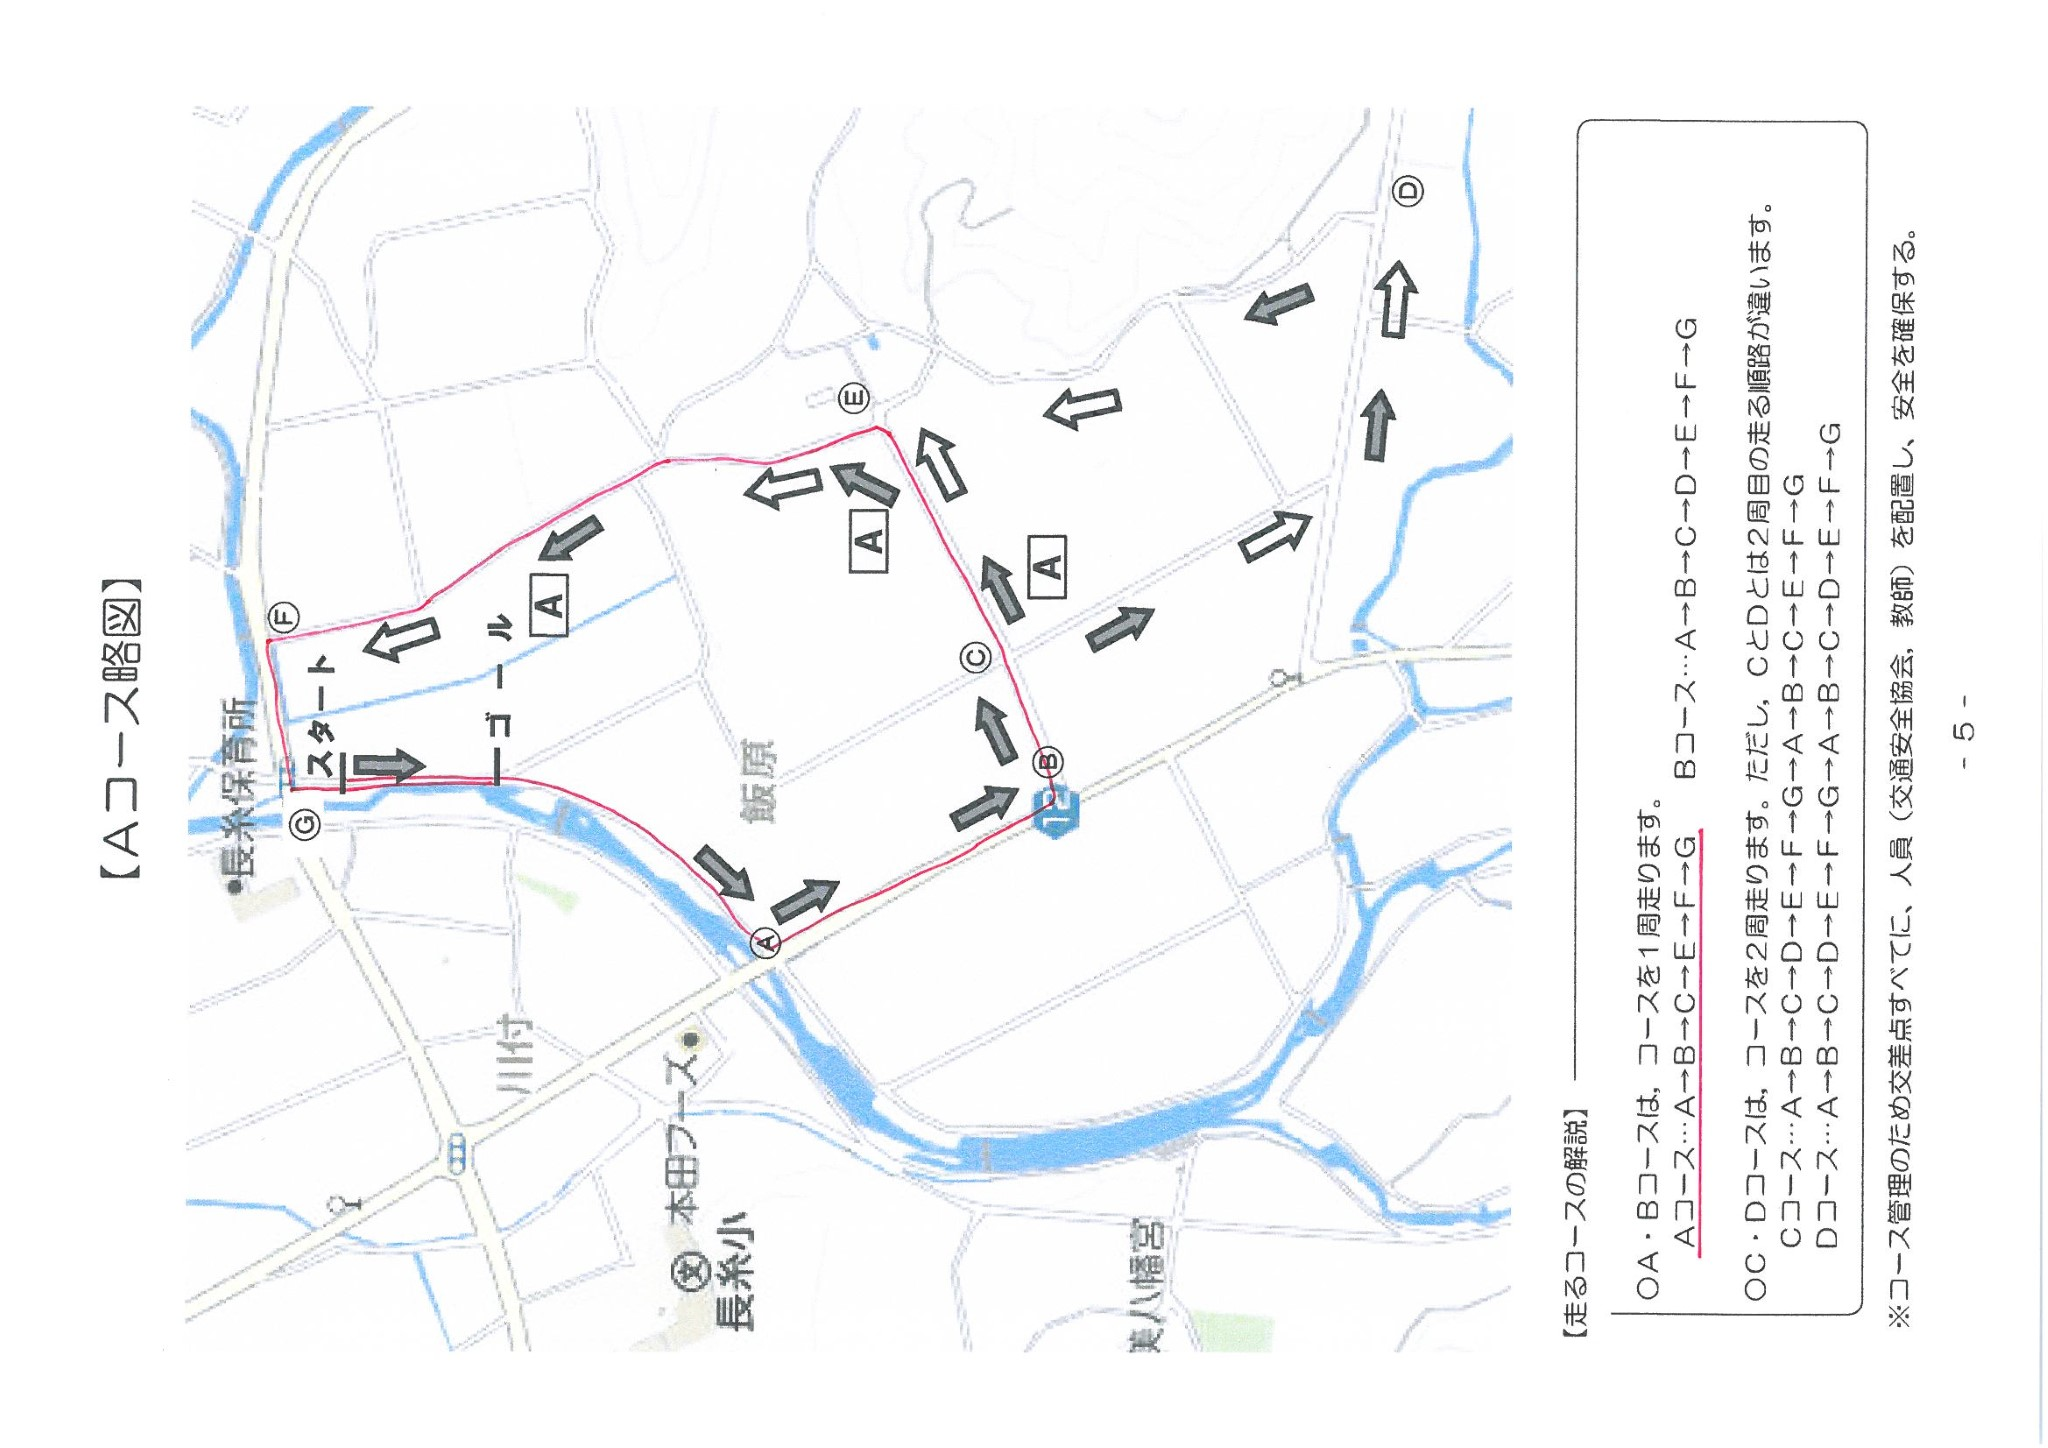 【Aコース略図】
長糸保育所
スタート
ゴール
F
G
A
A
A
E
C
B
A
D
12
飯原
川付
本田フーズ
文
長糸小
八幡宮
【走るコースの解説】
○A・Bコースは，コースを1周走ります。
Aコース…A→B→C→E→F→G　Bコース…A→B→C→D→E→F→G
○C・Dコースは，コースを2周走ります。ただし，CとDとは2周目の走る順路が違います。
Cコース…A→B→C→D→E→F→G→A→B→C→E→F→G
Dコース…A→B→C→D→E→F→G→A→B→C→D→E→F→G
※コース管理のため交差点すべてに、人員（交通安全協会，教師）を配置し、安全を確保する。
- 5 -